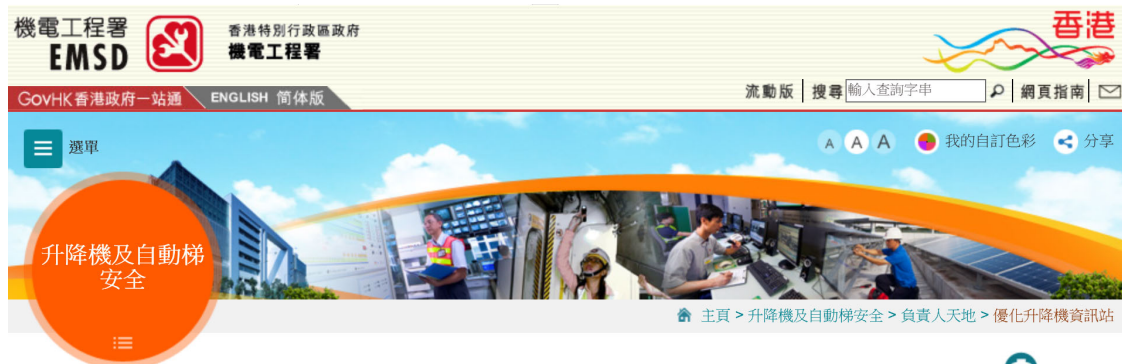 機電工程署
EMSD
香港特別行政區政府
機電工程署
香港
GovHK香港政府一站通 ENGLISH 简体版
流動版 搜尋 輸入查詢字串 網頁指南
選單
A A A 我的自訂色彩 分享
升降機及自動梯
安全
主頁 > 升降機及自動梯安全 > 負責人天地 > 優化升降機資訊站